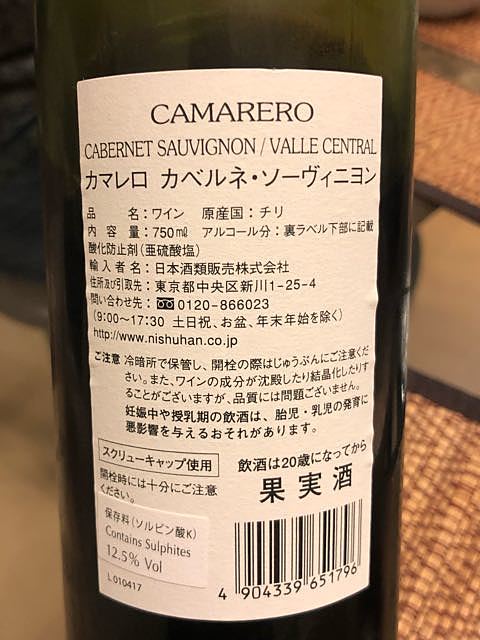 CAMARERO
CABERNET SAUVIGNON / VALLE CENTRAL
カマレロ カベルネ・ソーヴィニヨン
品　　名：ワイン　原産国：チリ
内 容 量：750㎖　アルコール分：裏ラベル下部に記載
酸化防止剤（亜硫酸塩）
輸入者名：日本酒類販売株式会社
住所及び引取先：東京都中央区新川1-25-4
問い合わせ先：0120-866023
（9:00〜17:30 土日祝、お盆、年末年始を除く）
http://www.nishuhan.co.jp
ご注意 冷暗所で保管し、開栓の際はじゅうぶんにご注意くだ
さい。また、ワインの成分が沈殿したり結晶化したりす
ることがございますが、品質には問題ございません。
妊娠中や授乳期の飲酒は、胎児・乳児の発育に
悪影響を与えるおそれがあります。
スクリューキャップ使用
開栓時には十分にご注意
ください。
飲酒は20歳になってから
果実酒
保存料（ソルビン酸K）
Contains Sulphites
12.5% Vol
L010417
4 904339 651796